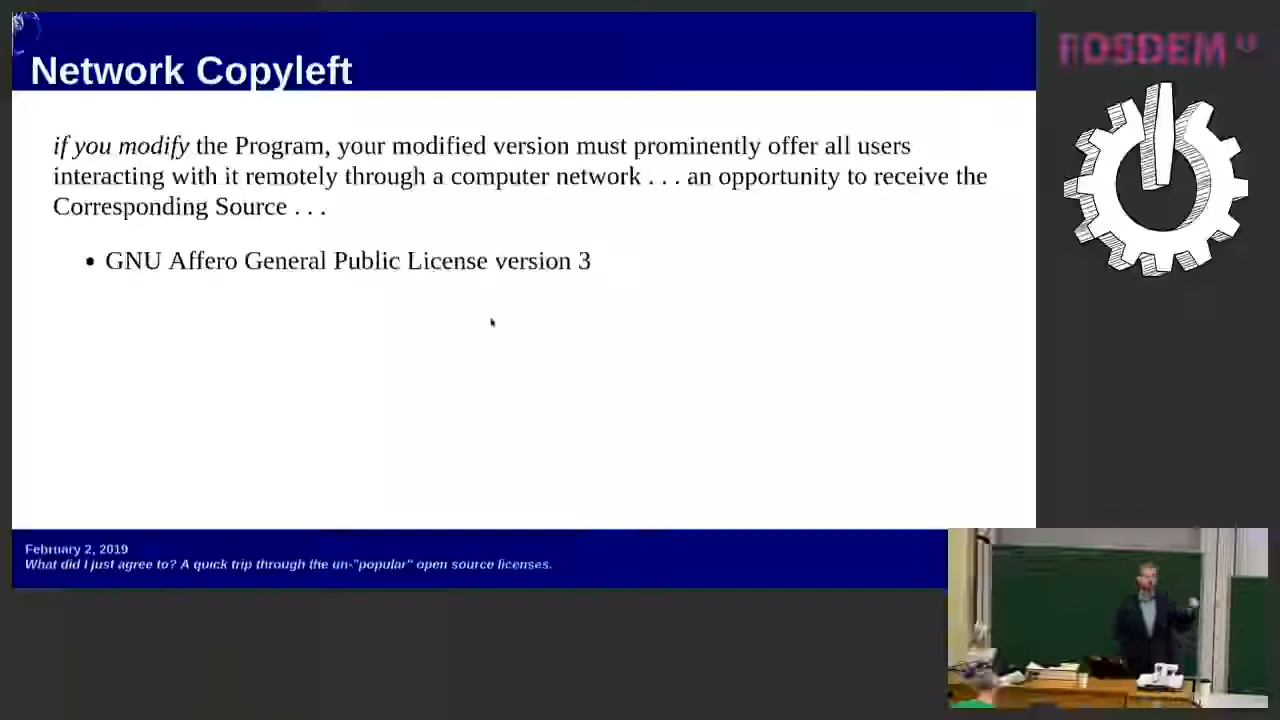 Network Copyleft
if you modify the Program, your modified version must prominently offer all users
interacting with it remotely through a computer network . . . an opportunity to receive the
Corresponding Source . . .
• GNU Affero General Public License version 3
February 2, 2019
What did I just agree to? A quick trip through the un-"popular" open source licenses.
FOSDEM